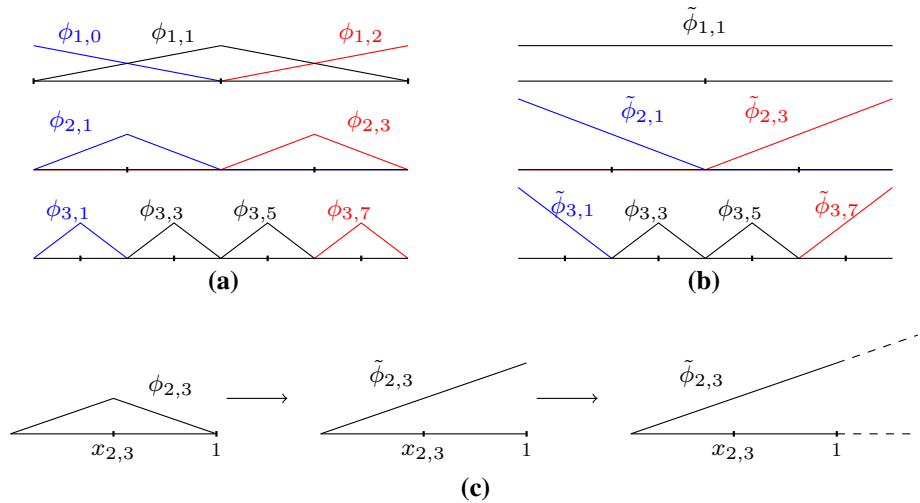 ϕ₁,₀ ϕ₁,₁ ϕ₁,₂
ϕ₂,₁ ϕ₂,₃
ϕ₃,₁ ϕ₃,₃ ϕ₃,₅ ϕ₃,₇
(a)
ϕ̃₁,₁
ϕ̃₂,₁ ϕ̃₂,₃
ϕ̃₃,₁ ϕ₃,₃ ϕ₃,₅ ϕ̃₃,₇
(b)
ϕ₂,₃ ϕ̃₂,₃ ϕ̃₂,₃
x₂,₃ 1 x₂,₃ 1 x₂,₃ 1
(c)